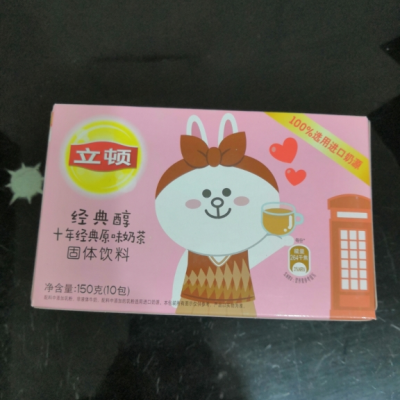 100%选用进口奶源
立顿
经典醇
十年经典原味奶茶
固体饮料
净含量:150克(10包)